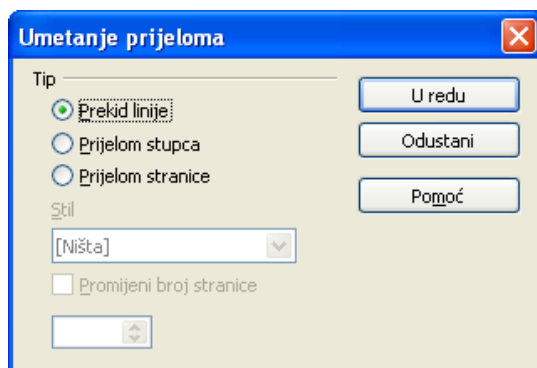 Umetanje prijeloma
Tip
Prekid linije
Prijelom stupca
Prijelom stranice
Stil
[Ništa]
Promijeni broj stranice
U redu
Odustani
Pomoć